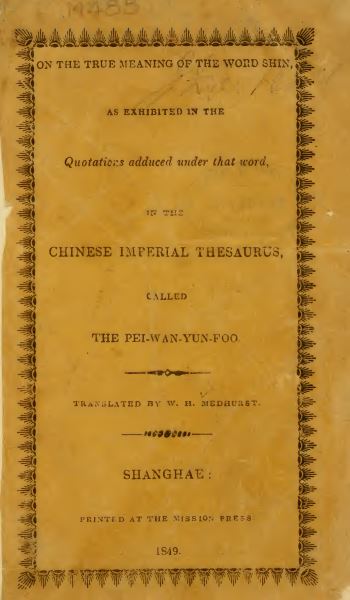 ON THE TRUE MEANING OF THE WORD SHIN,
AS EXHIBITED IN THE
Quotations adduced under that word,
IN THE
CHINESE IMPERIAL THESAURUS,
CALLED
THE PEI-WAN-YUN-FOO.
TRANSLATED BY W. H. MEDHURST.
SHANGHAE:
PRINTED AT THE MISSION PRESS
1849.